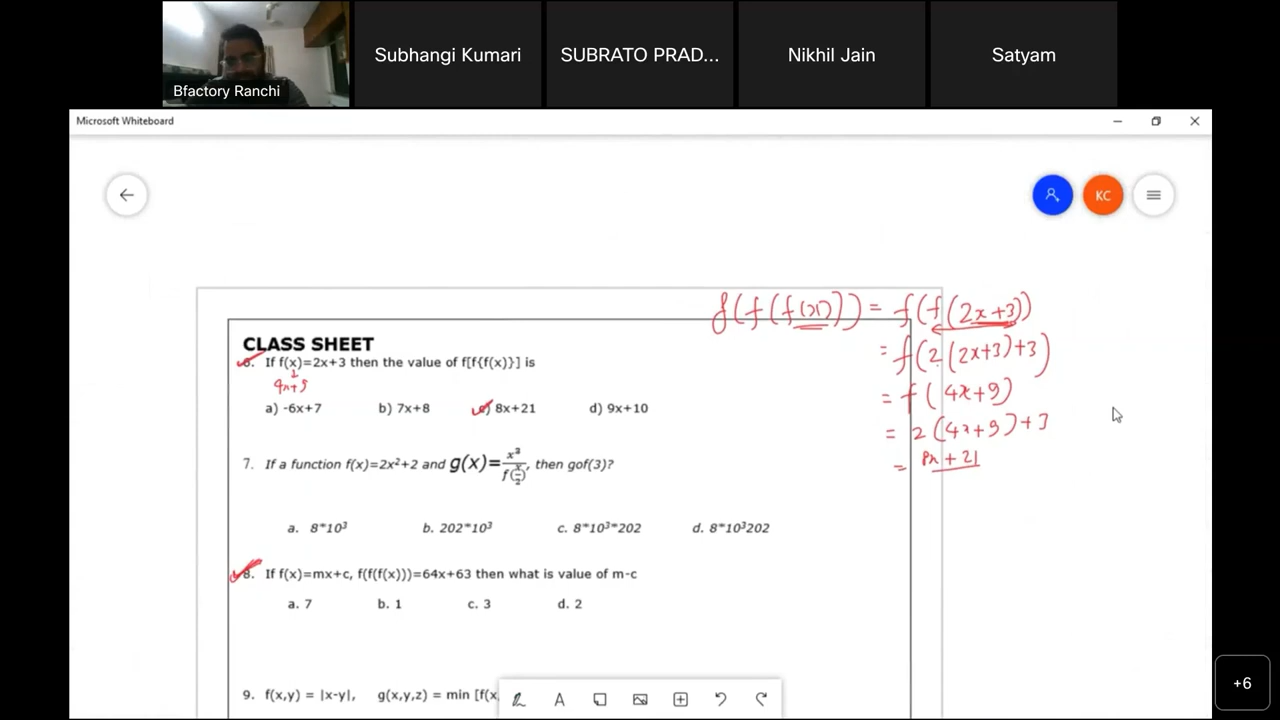 Subhangi Kumari
SUBRATO PRAD...
Nikhil Jain
Satyam
Bfactory Ranchi
Microsoft Whiteboard
KC
f(f(f(x))) = f(f(2x+3))
= f(2(2x+3)+3)
= f(4x+9)
= 2(4x+9)+3
= 8x+21
CLASS SHEET
6. If f(x)=2x+3 then the value of f[f{f(x)}] is
4x+9
a) -6x+7 b) 7x+8 c) 8x+21 d) 9x+10
7. If a function f(x)=2x²+2 and g(x)=x³/f(x/2), then gof(3)?
a. 8*10³ b. 202*10³ c. 8*10³*202 d. 8*10³202
8. If f(x)=mx+c, f(f(f(x)))=64x+63 then what is value of m-c
a. 7 b. 1 c. 3 d. 2
9. f(x,y) = |x-y|, g(x,y,z) = min [f(x,
A
+6